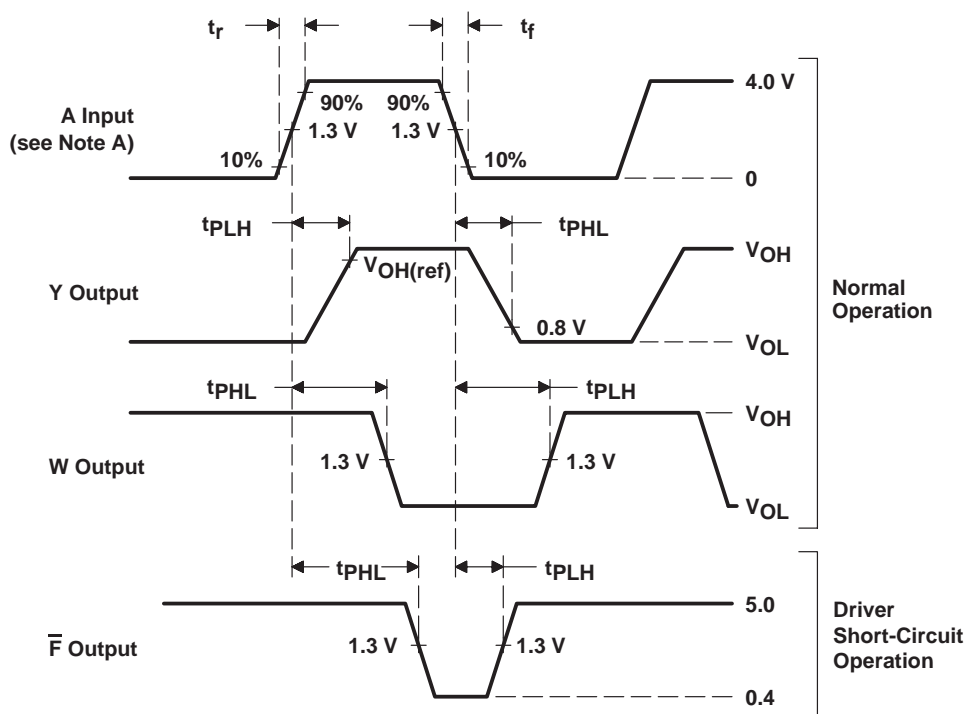 tr
tf
4.0 V
A Input
(see Note A)
90%
90%
1.3 V
1.3 V
10%
10%
0
tPLH
tPHL
VOH
VOH(ref)
Y Output
0.8 V
VOL
Normal
Operation
tPHL
tPLH
VOH
W Output
1.3 V
1.3 V
VOL
tPHL
tPLH
5.0
F̅ Output
1.3 V
1.3 V
0.4
Driver
Short-Circuit
Operation